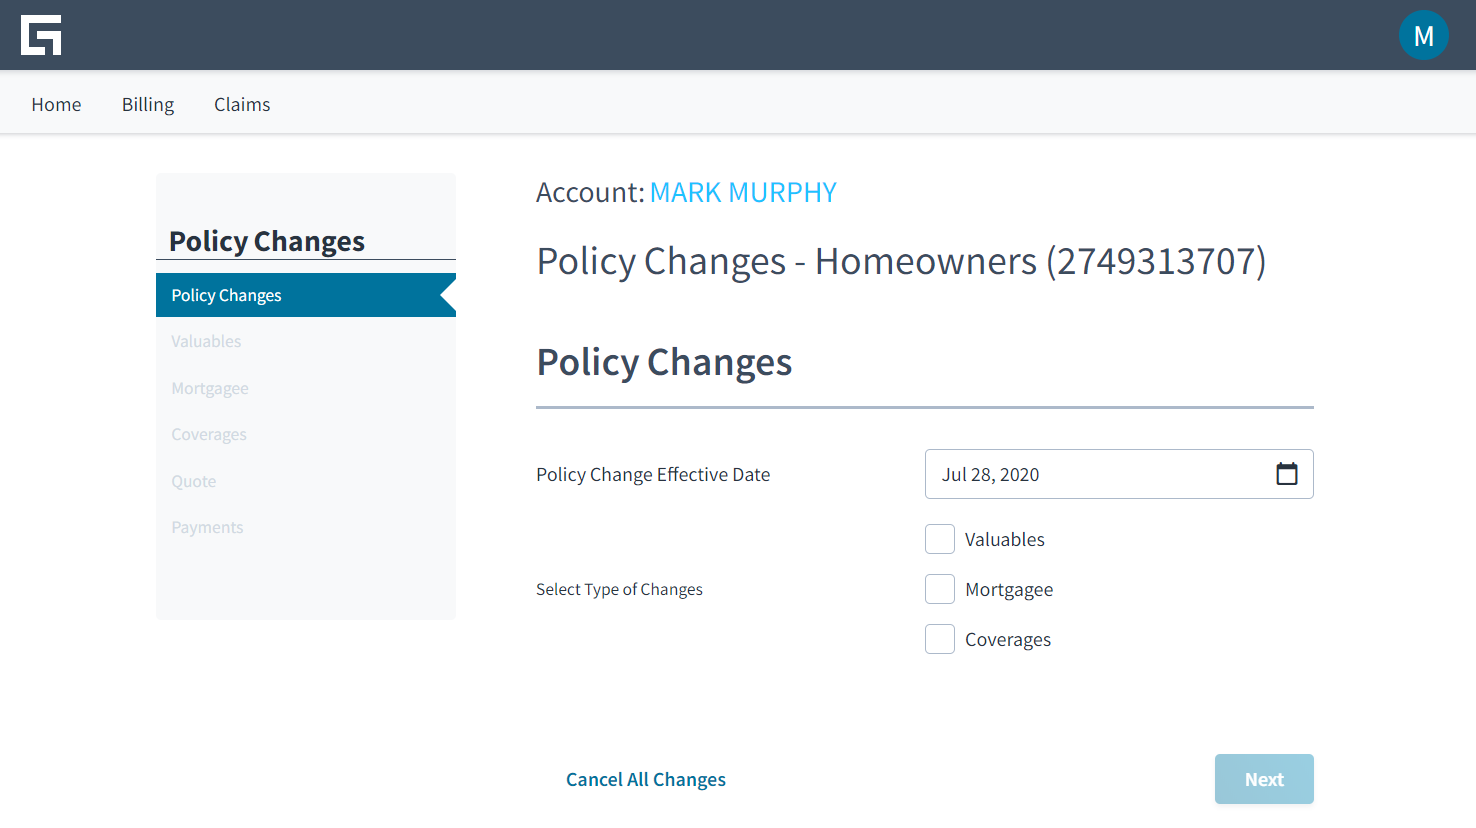 M
Home Billing Claims
Policy Changes
Policy Changes
Valuables
Mortgagee
Coverages
Quote
Payments
Account: MARK MURPHY
Policy Changes - Homeowners (2749313707)
Policy Changes
Policy Change Effective Date
Jul 28, 2020
Select Type of Changes
Valuables
Mortgagee
Coverages
Cancel All Changes
Next